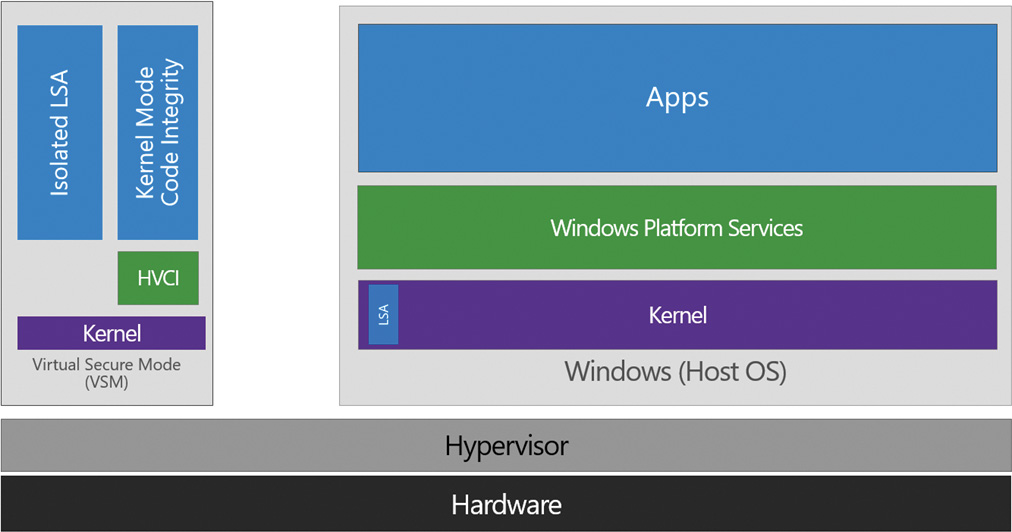 Isolated LSA
Kernel Mode
Code Integrity
HVCI
Kernel
Virtual Secure Mode
(VSM)
Apps
Windows Platform Services
LSA
Kernel
Windows (Host OS)
Hypervisor
Hardware